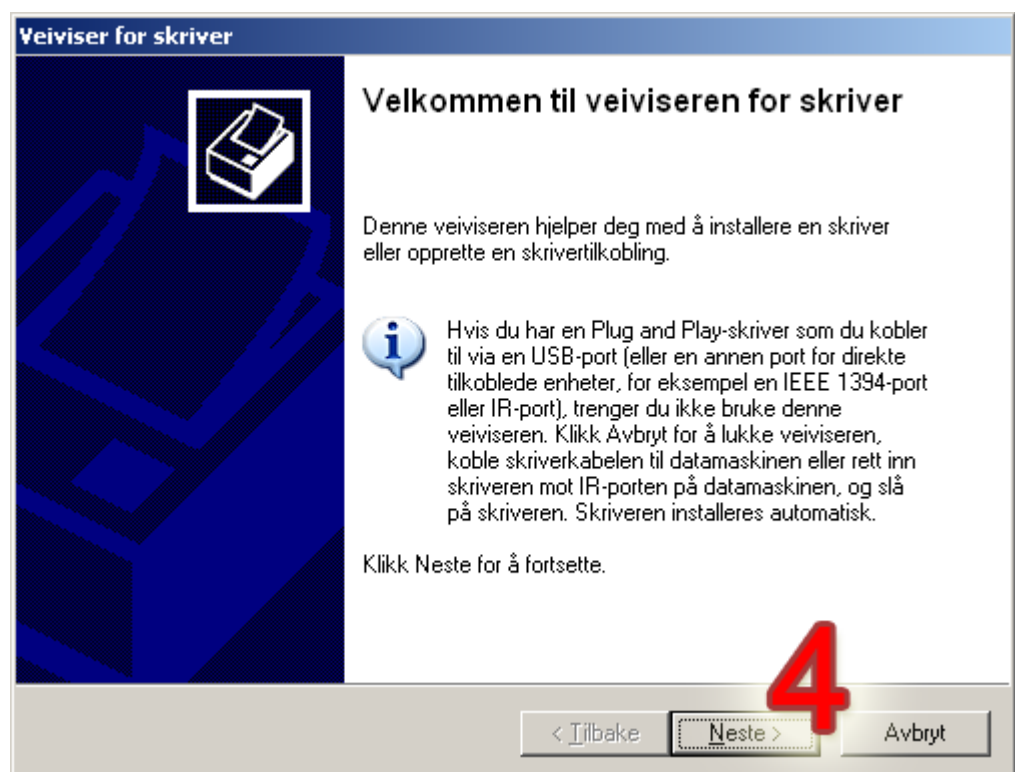 Veiviser for skriver
Velkommen til veiviseren for skriver
Denne veiviseren hjelper deg med å installere en skriver
eller opprette en skrivertilkobling.
Hvis du har en Plug and Play-skriver som du kobler
til via en USB-port (eller en annen port for direkte
tilkoblede enheter, for eksempel en IEEE 1394-port
eller IR-port), trenger du ikke bruke denne
veiviseren. Klikk Avbryt for å lukke veiviseren,
koble skriverkabelen til datamaskinen eller rett inn
skriveren mot IR-porten på datamaskinen, og slå
på skriveren. Skriveren installeres automatisk.
Klikk Neste for å fortsette.
4
< Tilbake Neste > Avbryt